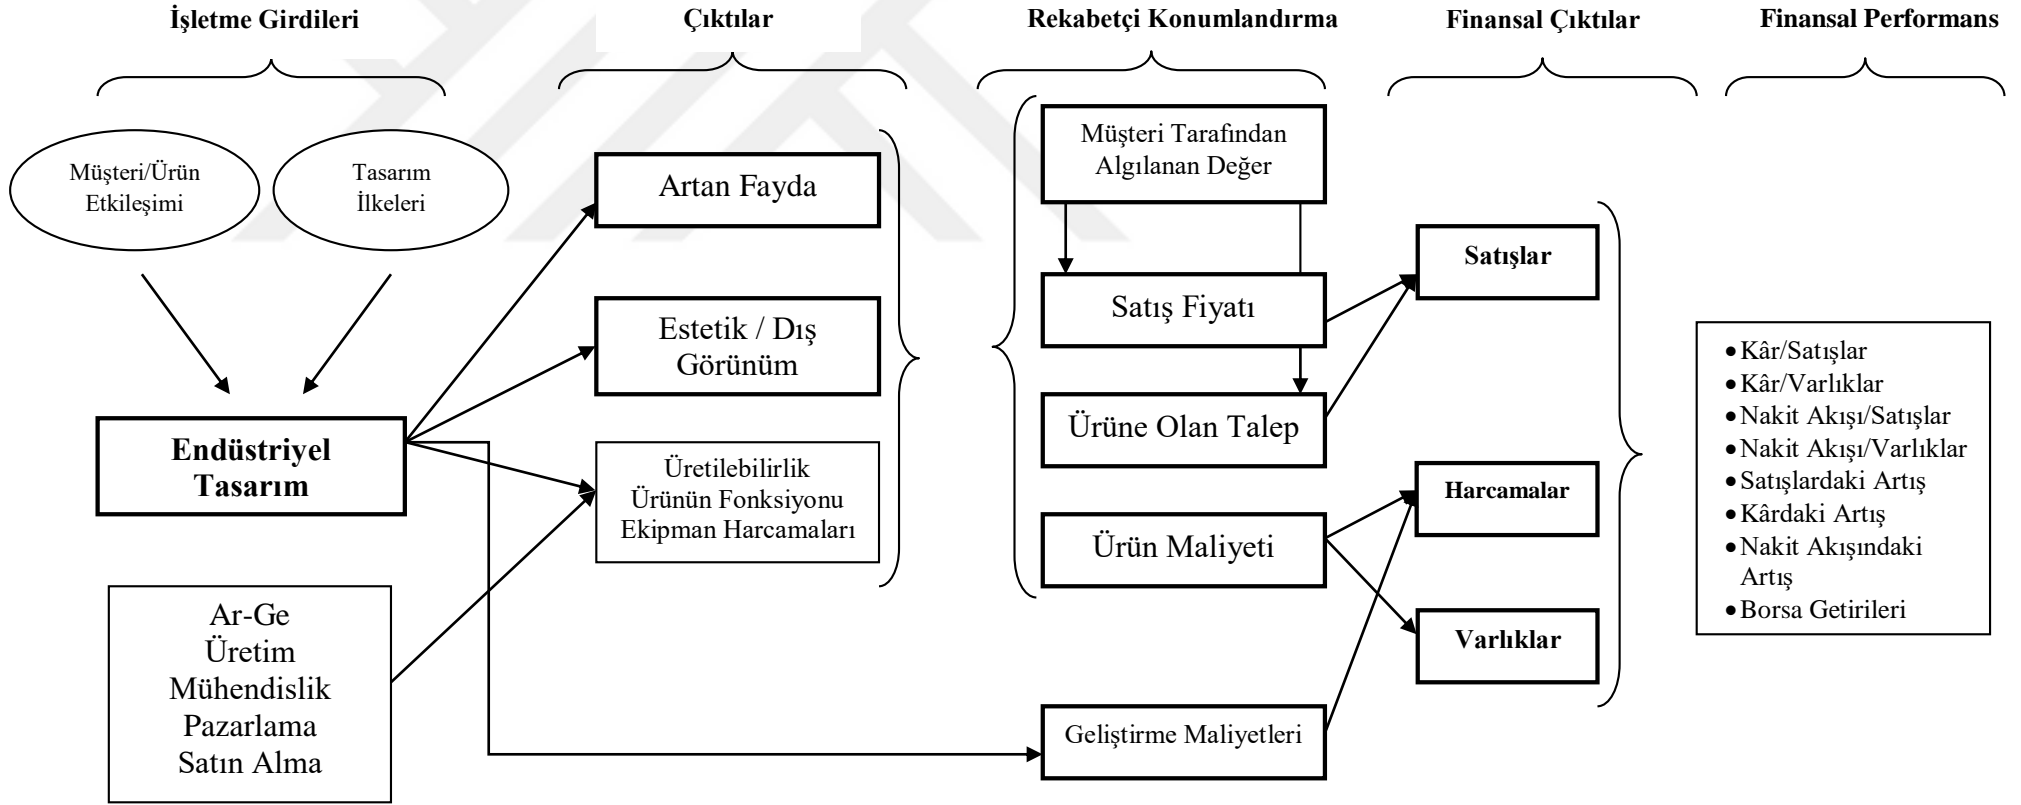 İşletme Girdileri
Çıktılar
Rekabetçi Konumlandırma
Finansal Çıktılar
Finansal Performans
Müşteri/Ürün
Etkileşimi
Tasarım
İlkeleri
Endüstriyel
Tasarım
Ar-Ge
Üretim
Mühendislik
Pazarlama
Satın Alma
Artan Fayda
Estetik / Dış
Görünüm
Üretilebilirlik
Ürünün Fonksiyonu
Ekipman Harcamaları
Müşteri Tarafından
Algılanan Değer
Satış Fiyatı
Ürüne Olan Talep
Ürün Maliyeti
Geliştirme Maliyetleri
Satışlar
Harcamalar
Varlıklar
•Kâr/Satışlar
•Kâr/Varlıklar
•Nakit Akışı/Satışlar
•Nakit Akışı/Varlıklar
•Satışlardaki Artış
•Kârdaki Artış
•Nakit Akışındaki
Artış
•Borsa Getirileri